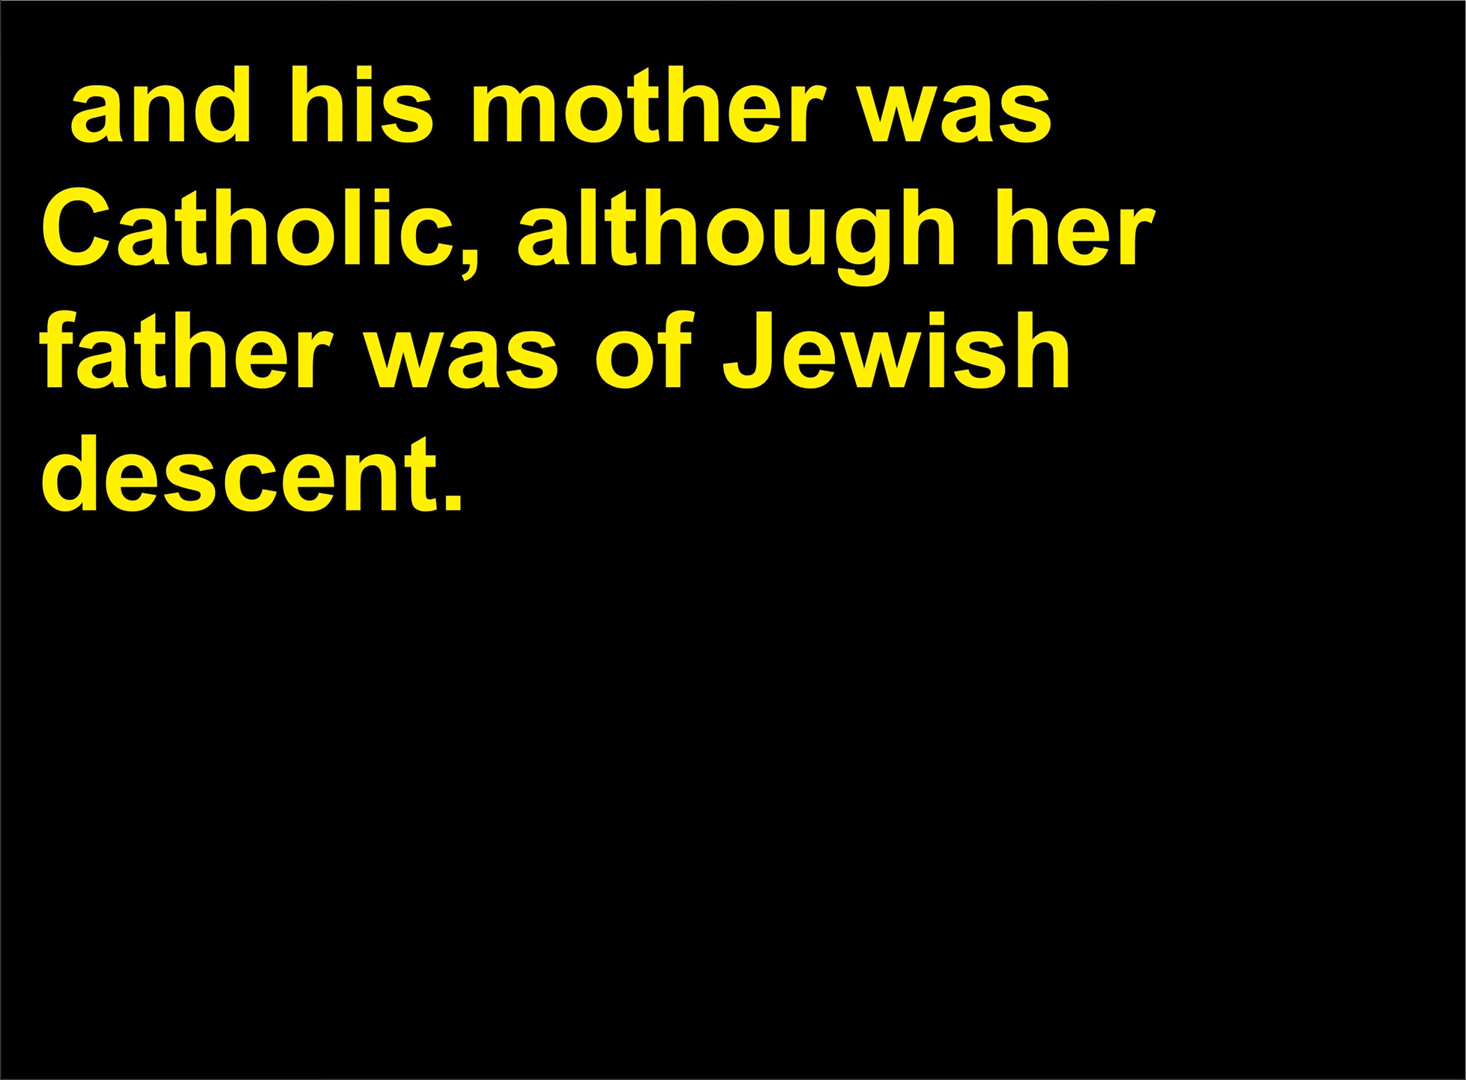 and his mother was
Catholic, although her
father was of Jewish
descent.